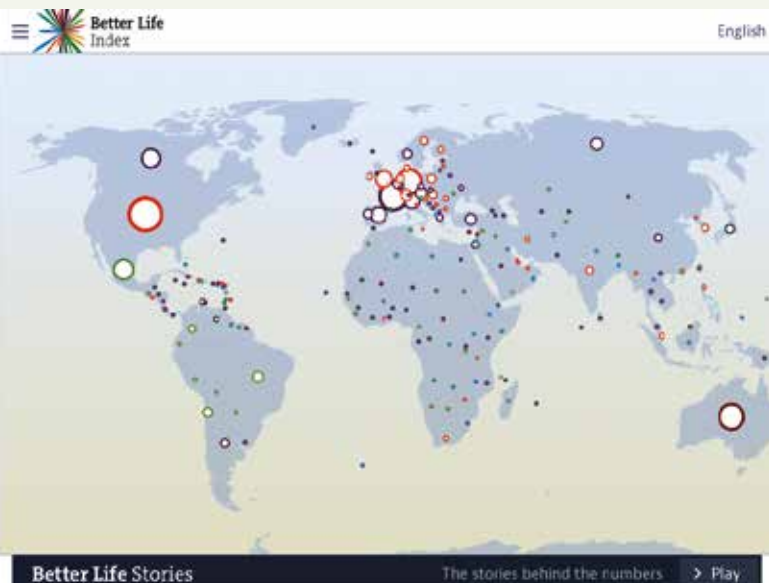 Better Life
Index
English
Better Life Stories
The stories behind the numbers
> Play